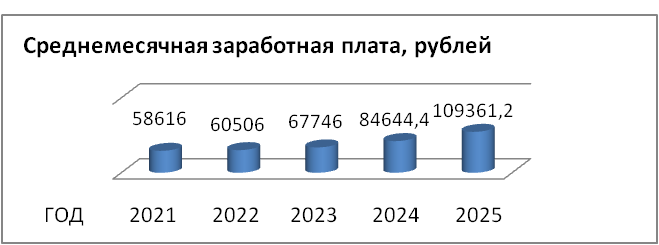 Среднемесячная заработная плата, рублей
58616 60506 67746 84644,4 109361,2
ГОД 2021 2022 2023 2024 2025